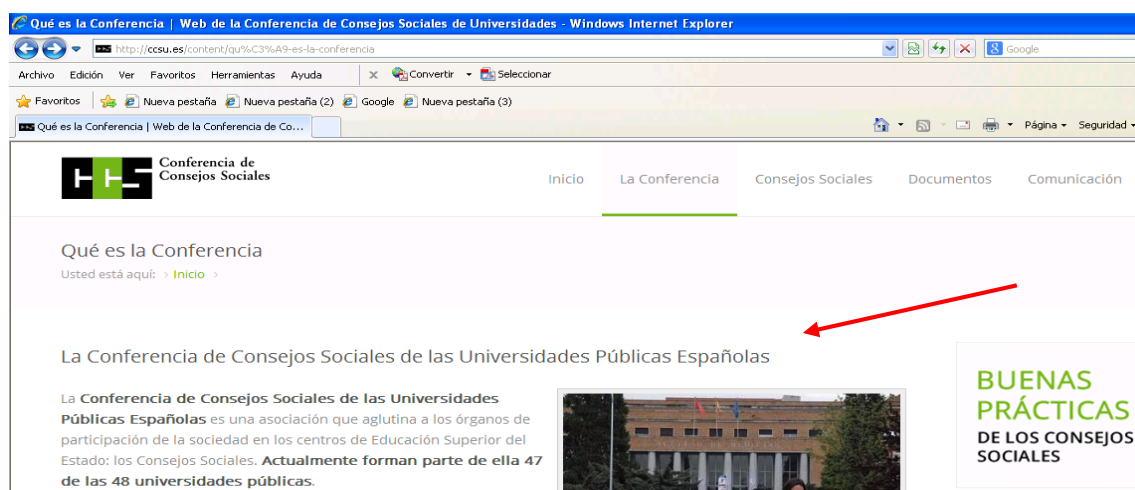 Qué es la Conferencia | Web de la Conferencia de Consejos Sociales de Universidades - Windows Internet Explorer
http://ccsu.es/content/qu%C3%A9-es-la-conferencia
Google
Archivo Edición Ver Favoritos Herramientas Ayuda x Convertir Seleccionar
Favoritos Nueva pestaña Nueva pestaña (2) Google Nueva pestaña (3)
Qué es la Conferencia | Web de la Conferencia de Co... Página Seguridad
CCS
Conferencia de
Consejos Sociales
Inicio La Conferencia Consejos Sociales Documentos Comunicación
Qué es la Conferencia
Usted está aquí: > Inicio >
La Conferencia de Consejos Sociales de las Universidades Públicas Españolas
La Conferencia de Consejos Sociales de las Universidades
Públicas Españolas es una asociación que aglutina a los órganos de
participación de la sociedad en los centros de Educación Superior del
Estado: los Consejos Sociales. Actualmente forman parte de ella 47
de las 48 universidades públicas.
BUENAS
PRÁCTICAS
DE LOS CONSEJOS
SOCIALES